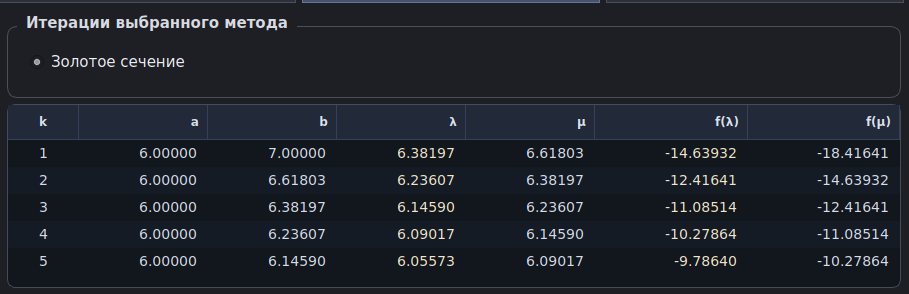 Итерации выбранного метода
Золотое сечение
k a b λ μ f(λ) f(μ)
1 6.00000 7.00000 6.38197 6.61803 -14.63932 -18.41641
2 6.00000 6.61803 6.23607 6.38197 -12.41641 -14.63932
3 6.00000 6.38197 6.14590 6.23607 -11.08514 -12.41641
4 6.00000 6.23607 6.09017 6.14590 -10.27864 -11.08514
5 6.00000 6.14590 6.05573 6.09017 -9.78640 -10.27864